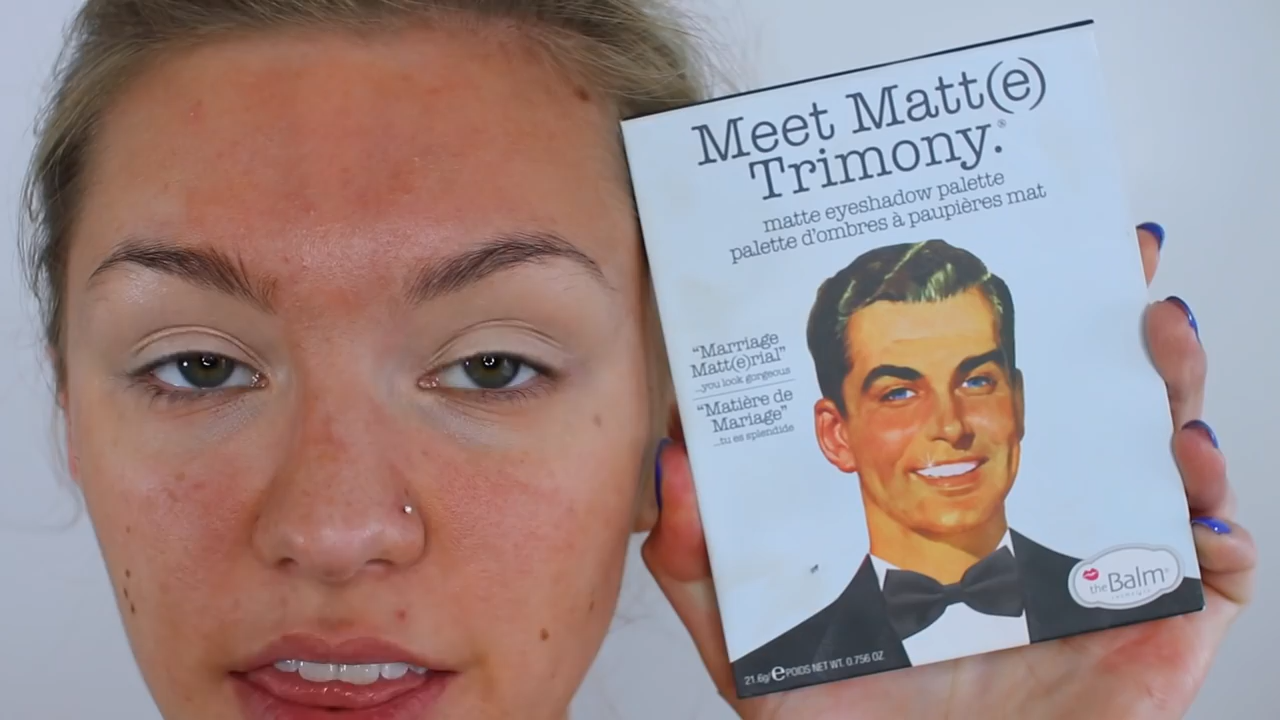 Meet Matt(e)
Trimony.®
matte eyeshadow palette
palette d'ombres à paupières mat
"Marriage
Matt(e)rial"
...you look gorgeous
"Matière de
Mariage"
...tu es splendide
theBalm®
cosmetics
21.6g/℮POIDS NET WT. 0.756 OZ